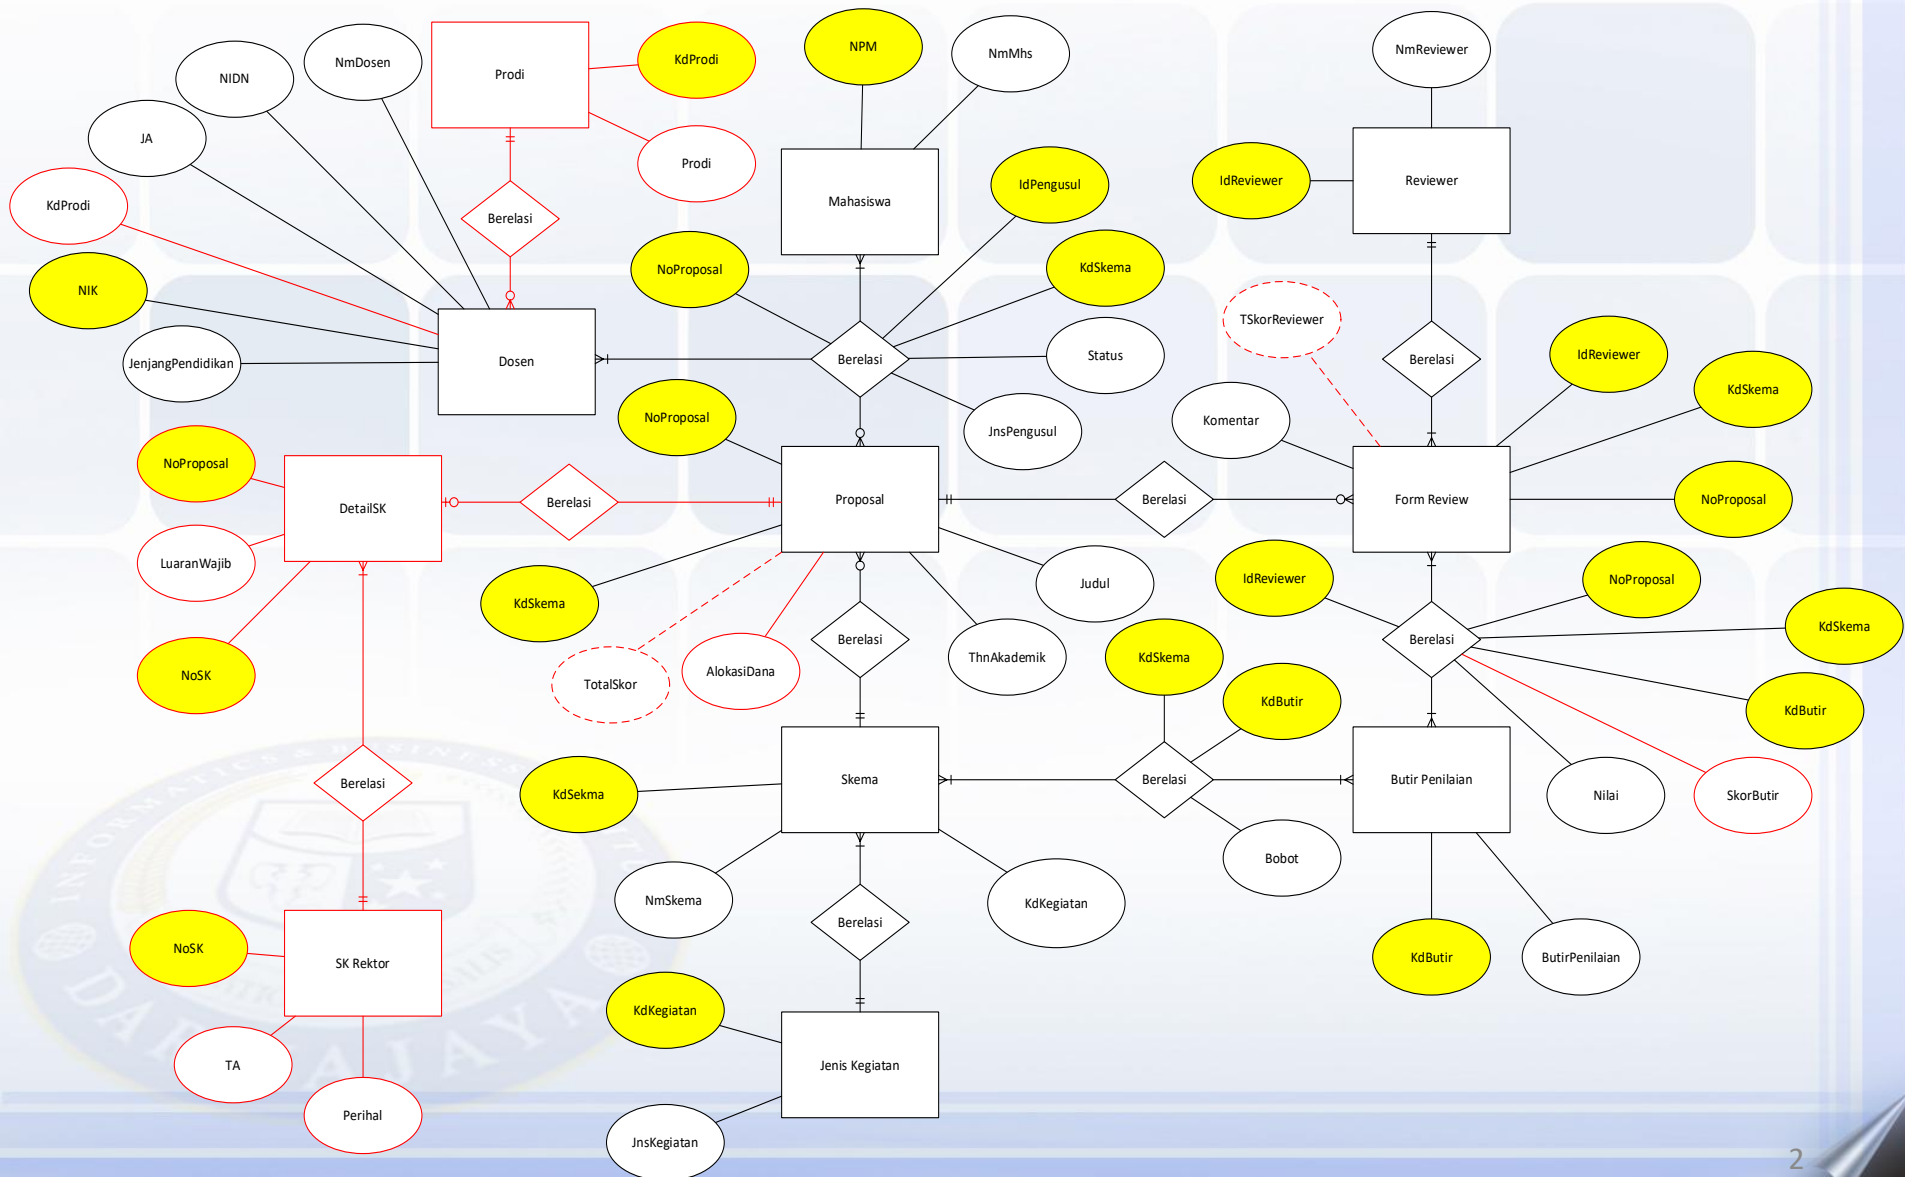 NPM
NmMhs
NmReviewer
KdProdi
NmDosen
Prodi
NIDN
JA
Prodi
KdProdi
Mahasiswa
IdPengusul
IdReviewer
Reviewer
Berelasi
NoProposal
KdSkema
NIK
TSkorReviewer
JenjangPendidikan
Dosen
Berelasi
Status
Berelasi
IdReviewer
KdSkema
NoProposal
JnsPengusul
Komentar
NoProposal
DetailSK
Berelasi
Proposal
Berelasi
Form Review
NoProposal
LuaranWajib
KdSkema
Judul
IdReviewer
NoProposal
KdSkema
NoSK
TotalSkor
AlokasiDana
Berelasi
ThnAkademik
KdSkema
Berelasi
KdButir
KdButir
Berelasi
KdSekma
Skema
Berelasi
Butir Penilaian
Nilai
SkorButir
NmSkema
KdKegiatan
Bobot
Berelasi
NoSK
SK Rektor
KdButir
ButirPenilaian
KdKegiatan
Jenis Kegiatan
TA
Perihal
JnsKegiatan
INFORMATICS & BUSINESS
DARMAJAYA
2